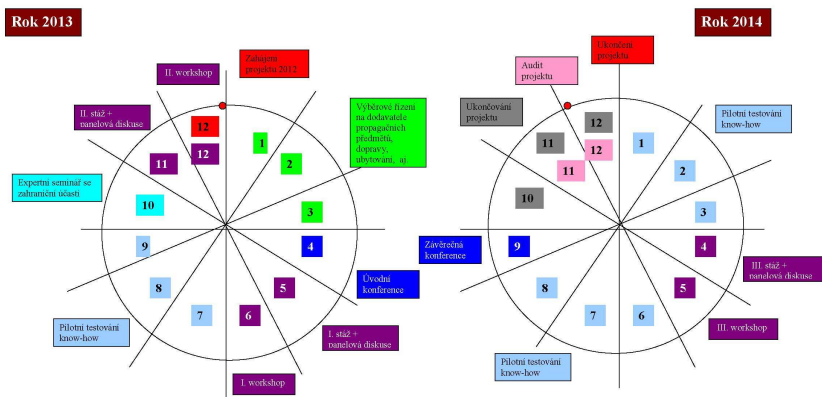 Rok 2013
Rok 2014
II. workshop
Zahájení
projektu 2012
II. stáž +
panelová diskuse
Výběrové řízení
na dodavatele
propagačních
předmětů,
dopravy,
ubytování, aj.
Expertní seminář se
zahraniční účastí
Úvodní
konference
Pilotní testování
know-how
I. stáž +
panelová diskuse
I. workshop
12
12
1
2
3
4
5
6
7
8
9
10
11
Ukončení
projektu
Audit
projektu
Ukončování
projektu
Pilotní testování
know-how
Závěrečná
konference
III. stáž +
panelová diskuse
III. workshop
Pilotní testování
know-how
12
12
11
11
10
1
2
3
4
5
6
7
8
9